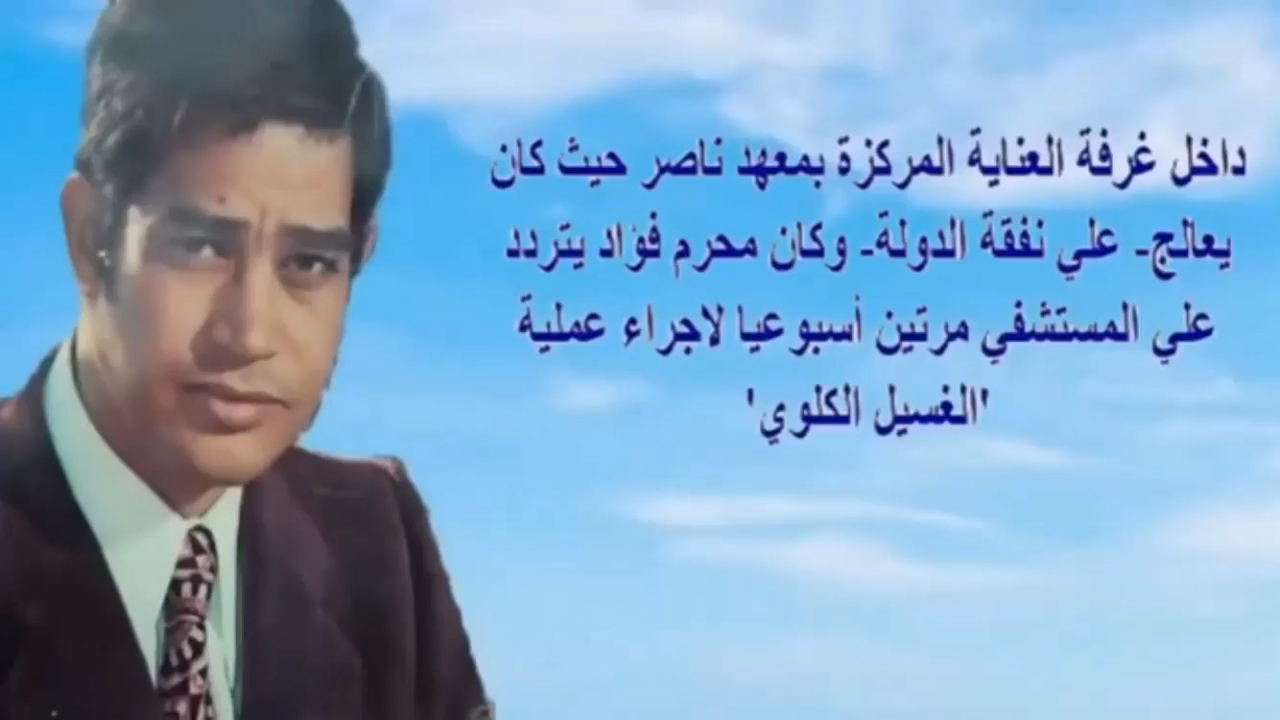 داخل غرفة العناية المركزة بمعهد ناصر حيث كان
يعالج- علي نفقة الدولة- وكان محرم فؤاد يتردد
علي المستشفي مرتين أسبوعيا لاجراء عملية
'الغسيل الكلوي'